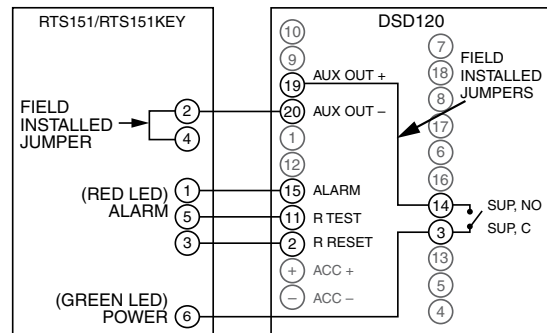 RTS151/RTS151KEY
FIELD
INSTALLED
JUMPER
2
4
(RED LED)
ALARM
1
5
3
(GREEN LED)
POWER
6
DSD120
10
9
19 AUX OUT +
20 AUX OUT –
1
12
15 ALARM
11 R TEST
2 R RESET
+ ACC +
– ACC –
FIELD
INSTALLED
JUMPERS
7
18
8
17
6
16
14 SUP, NO
3 SUP, C
13
5
4